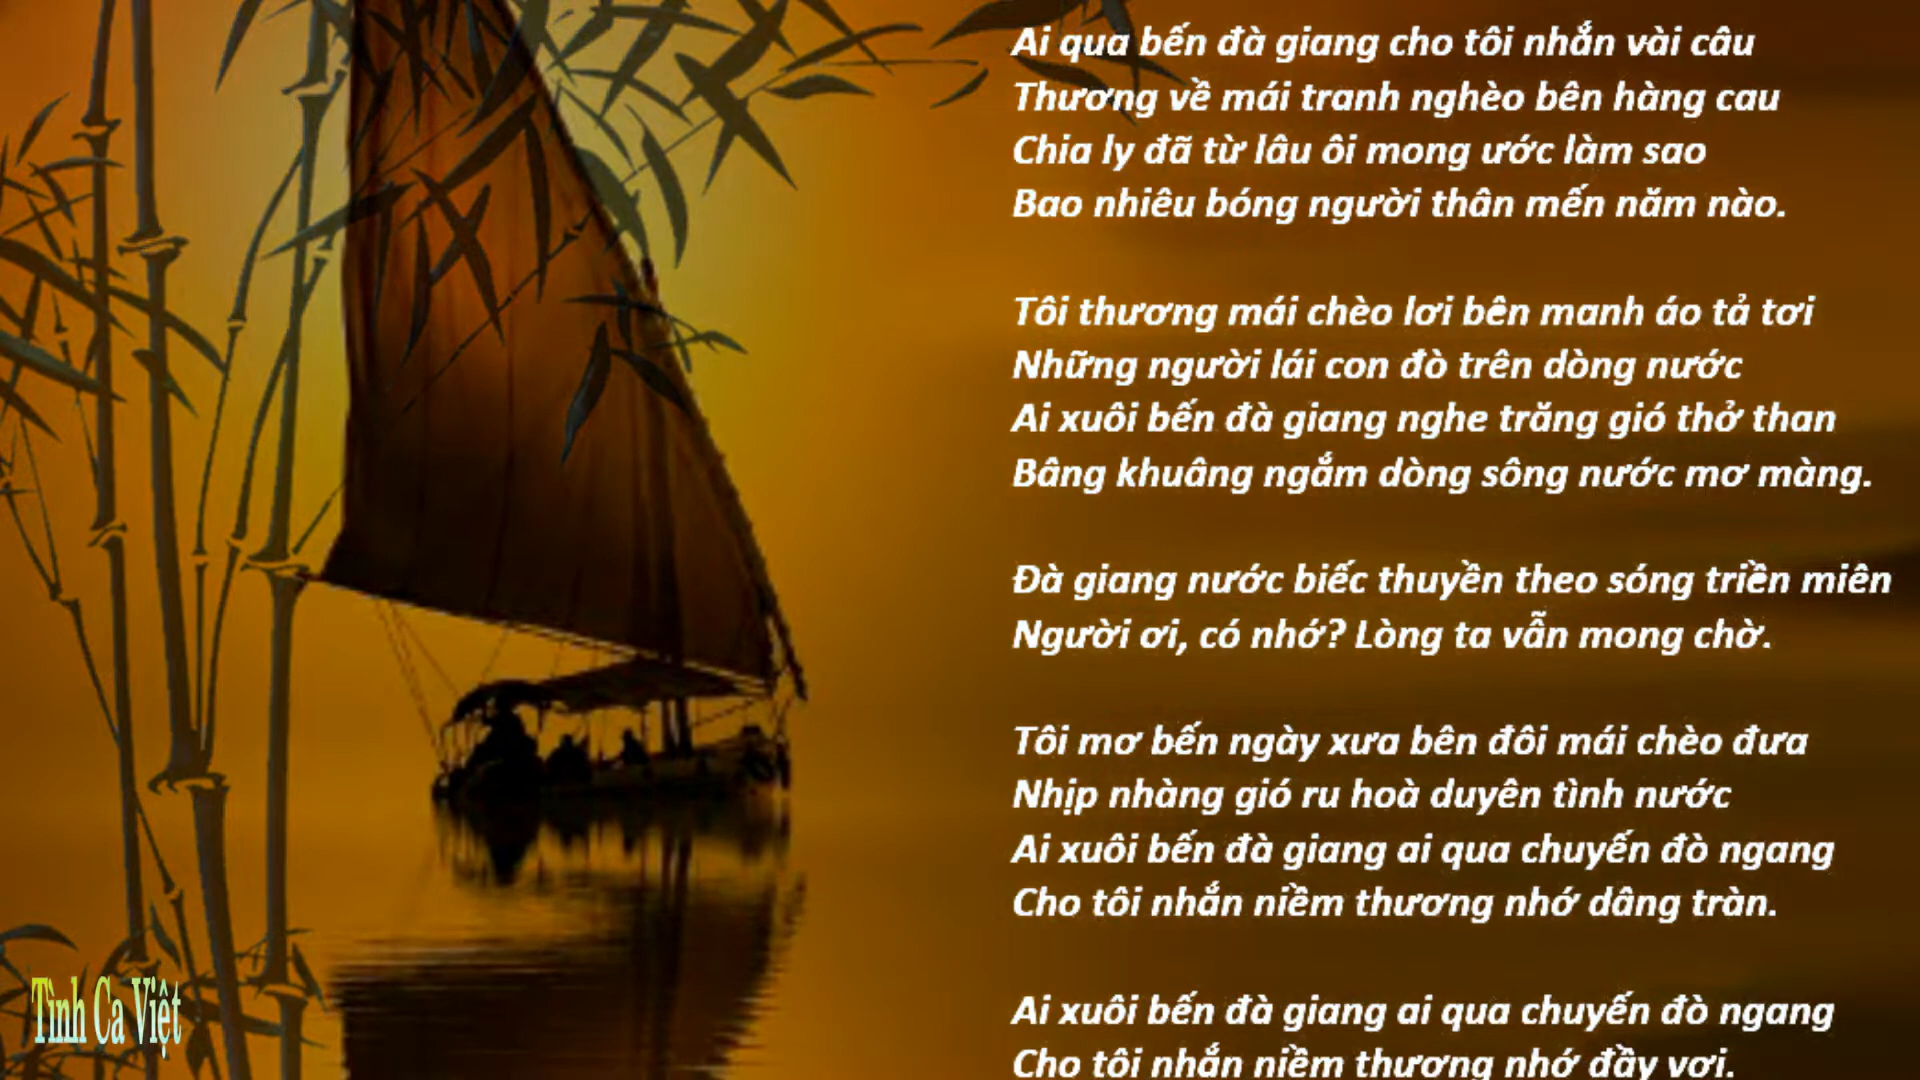 Ai qua bến đà giang cho tôi nhắn vài câu
Thương về mái tranh nghèo bên hàng cau
Chia ly đã từ lâu ôi mong ước làm sao
Bao nhiêu bóng người thân mến năm nào.
Tôi thương mái chèo lơi bên manh áo tả tơi
Những người lái con đò trên dòng nước
Ai xuôi bến đà giang nghe trăng gió thở than
Bâng khuâng ngắm dòng sông nước mơ màng.
Đà giang nước biếc thuyền theo sóng triền miên
Người ơi, có nhớ? Lòng ta vẫn mong chờ.
Tôi mơ bến ngày xưa bên đôi mái chèo đưa
Nhịp nhàng gió ru hoà duyên tình nước
Ai xuôi bến đà giang ai qua chuyến đò ngang
Cho tôi nhắn niềm thương nhớ dâng tràn.
Ai xuôi bến đà giang ai qua chuyến đò ngang
Cho tôi nhắn niềm thương nhớ đầy vơi.
Tình Ca Việt